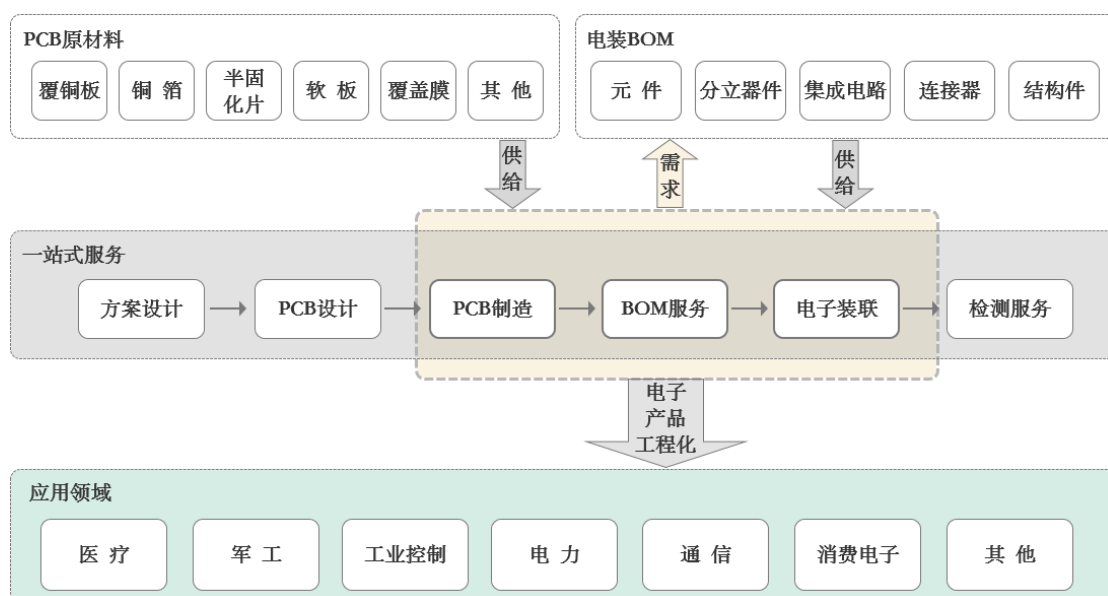 PCB原材料
覆铜板
铜 箔
半固
化片
软 板
覆盖膜
其 他
电装BOM
元 件
分立器件
集成电路
连接器
结构件
供
给
需
求
供
给
一站式服务
方案设计
PCB设计
PCB制造
BOM服务
电子装联
检测服务
电子
产品
工程化
应用领域
医 疗
军 工
工业控制
电 力
通 信
消费电子
其 他